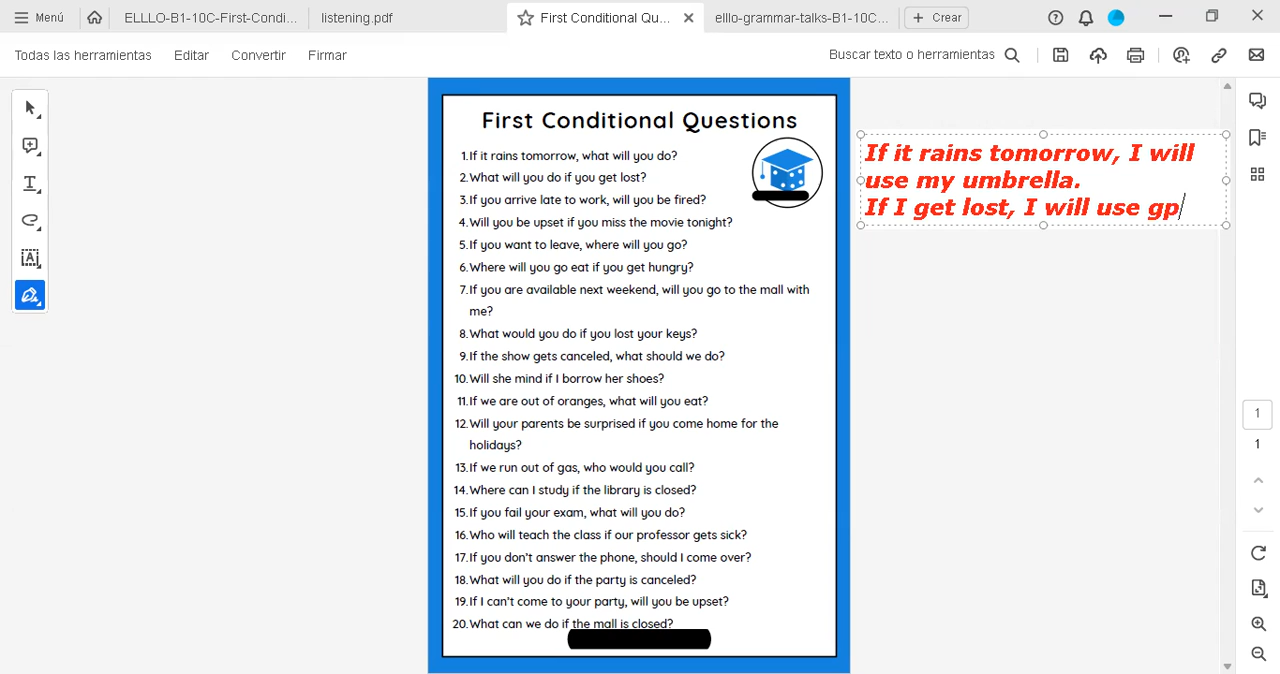 Menú
ELLLO-B1-10C-First-Condi...
listening.pdf
First Conditional Qu...
elllo-grammar-talks-B1-10C...
Crear
Todas las herramientas
Editar
Convertir
Firmar
Buscar texto o herramientas
First Conditional Questions
1.If it rains tomorrow, what will you do?
2.What will you do if you get lost?
3.If you arrive late to work, will you be fired?
4.Will you be upset if you miss the movie tonight?
5.If you want to leave, where will you go?
6.Where will you go eat if you get hungry?
7.If you are available next weekend, will you go to the mall with
me?
8.What would you do if you lost your keys?
9.If the show gets canceled, what should we do?
10.Will she mind if I borrow her shoes?
11.If we are out of oranges, what will you eat?
12.Will your parents be surprised if you come home for the
holidays?
13.If we run out of gas, who would you call?
14.Where can I study if the library is closed?
15.If you fail your exam, what will you do?
16.Who will teach the class if our professor gets sick?
17.If you don't answer the phone, should I come over?
18.What will you do if the party is canceled?
19.If I can't come to your party, will you be upset?
20.What can we do if the mall is closed?
If it rains tomorrow, I will
use my umbrella.
If I get lost, I will use gp
1
1